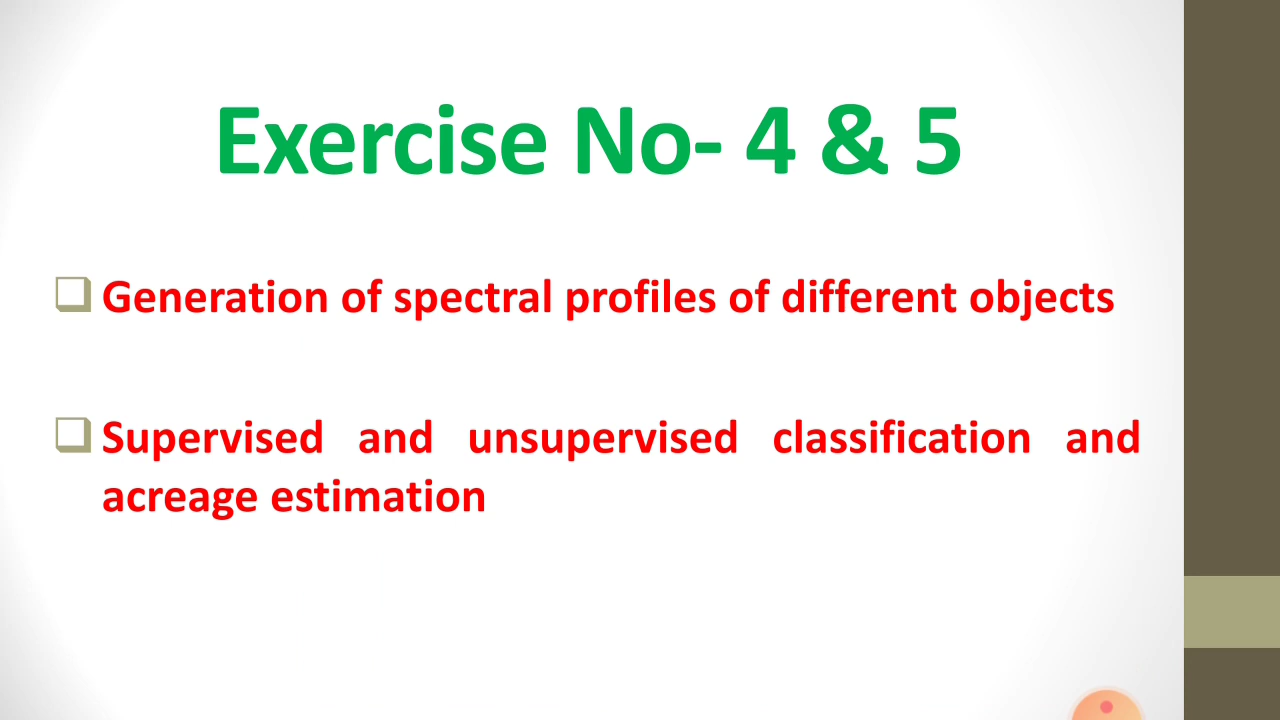 Exercise No- 4 & 5
Generation of spectral profiles of different objects
Supervised and unsupervised classification and
acreage estimation